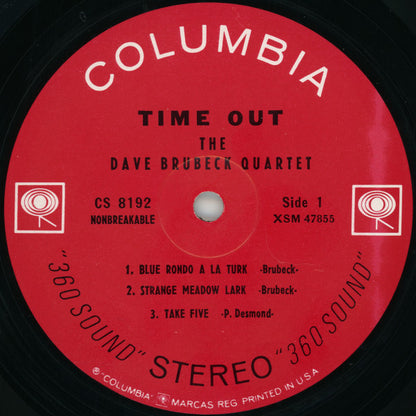 COLUMBIA
TIME OUT
THE
DAVE BRUBECK QUARTET
CS 8192
NONBREAKABLE
Side 1
XSM 47855
1. BLUE RONDO A LA TURK -Brubeck-
2. STRANGE MEADOW LARK -Brubeck-
3. TAKE FIVE -P. Desmond-
"360 SOUND" STEREO "360 SOUND"
® "COLUMBIA" MARCAS REG. PRINTED IN U.S.A.